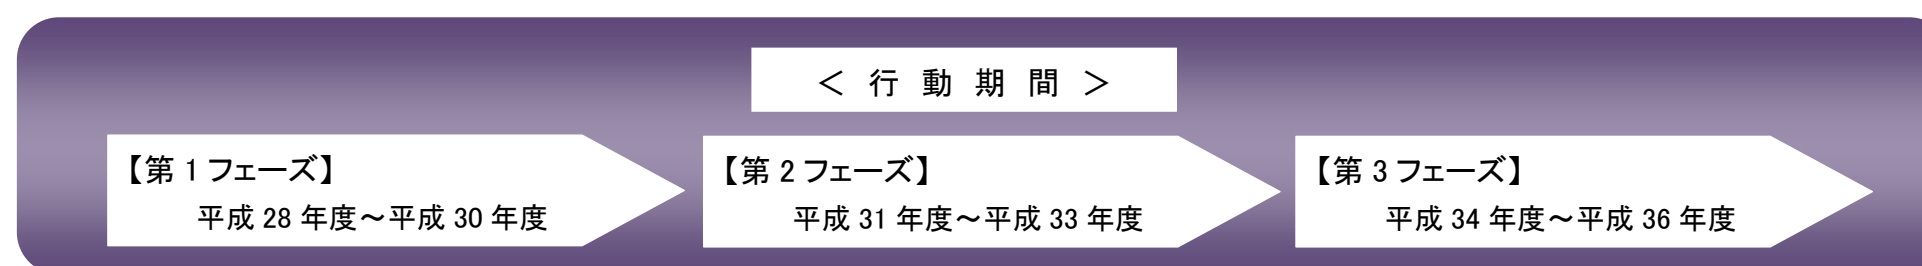 ＜ 行 動 期 間 ＞
【第 1 フェーズ】
平成 28 年度～平成 30 年度
【第 2 フェーズ】
平成 31 年度～平成 33 年度
【第 3 フェーズ】
平成 34 年度～平成 36 年度